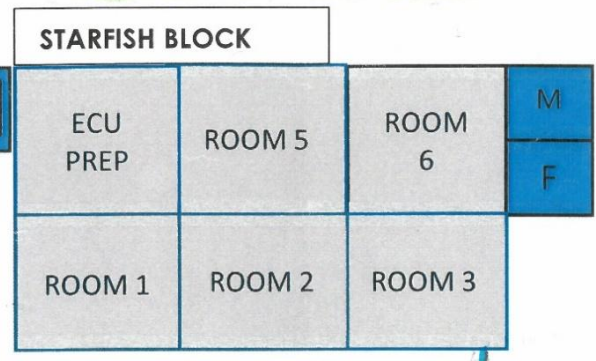 STARFISH BLOCK
ECU
PREP
ROOM 5
ROOM
6
M
F
ROOM 1
ROOM 2
ROOM 3